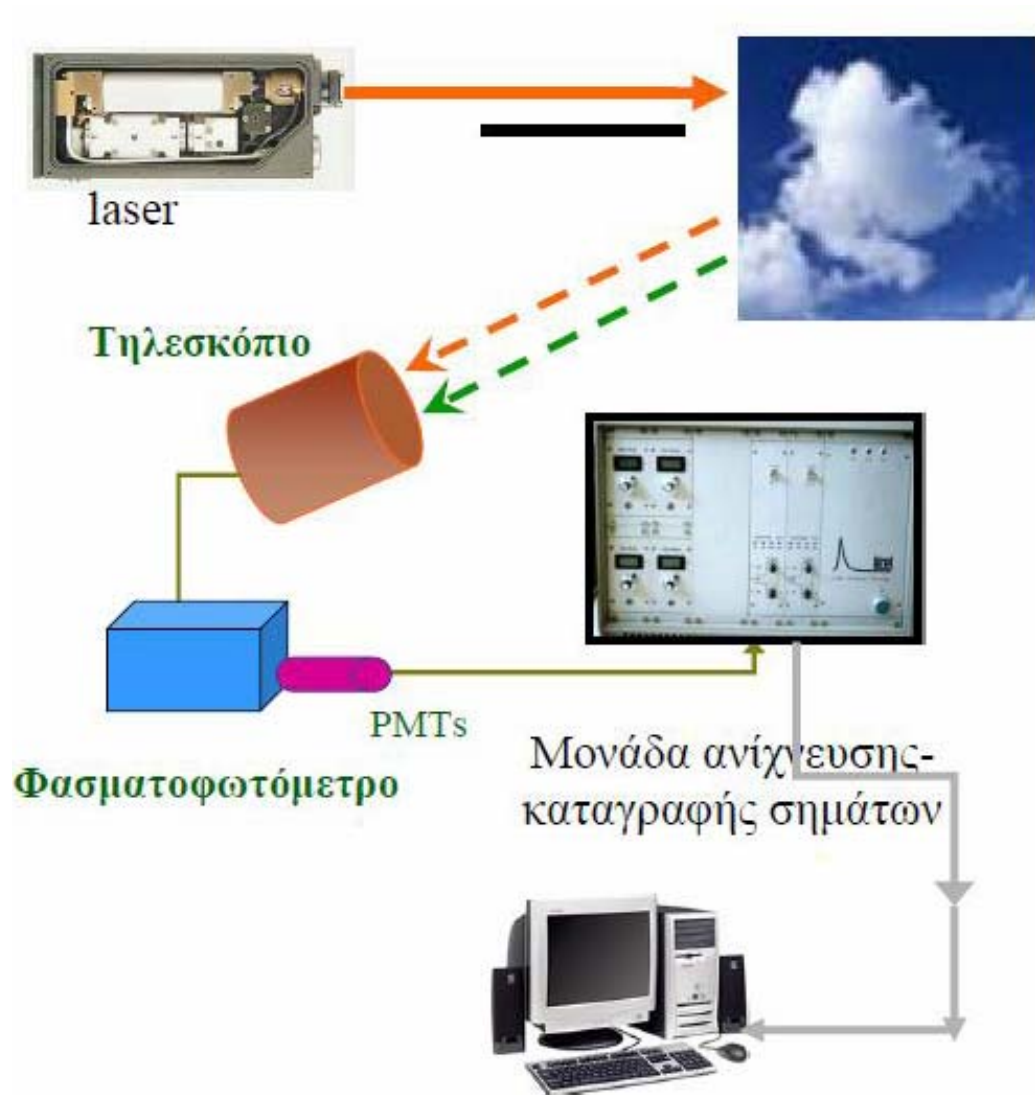 laser
Τηλεσκόπιο
PMTs
Φασματοφωτόμετρο
Μονάδα ανίχνευσης-
καταγραφής σημάτων